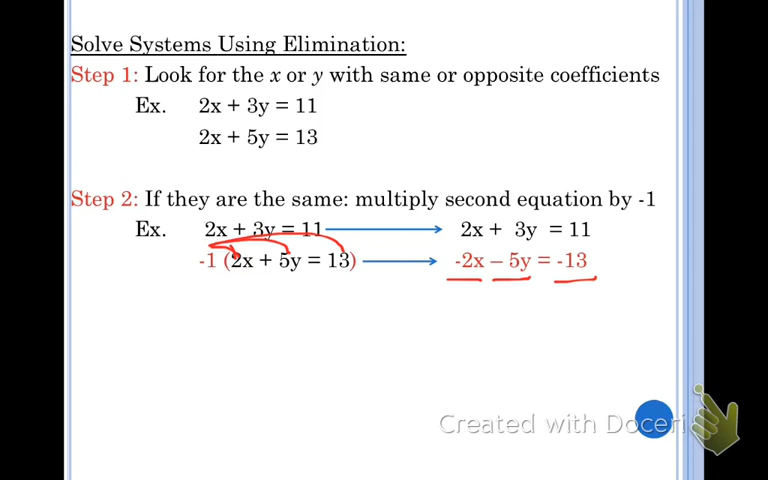 Solve Systems Using Elimination:
Step 1: Look for the x or y with same or opposite coefficients
Ex. 2x + 3y = 11
2x + 5y = 13
Step 2: If they are the same: multiply second equation by -1
Ex. 2x + 3y = 11 2x + 3y = 11
-1 (2x + 5y = 13) -2x – 5y = -13
Created with Doceri